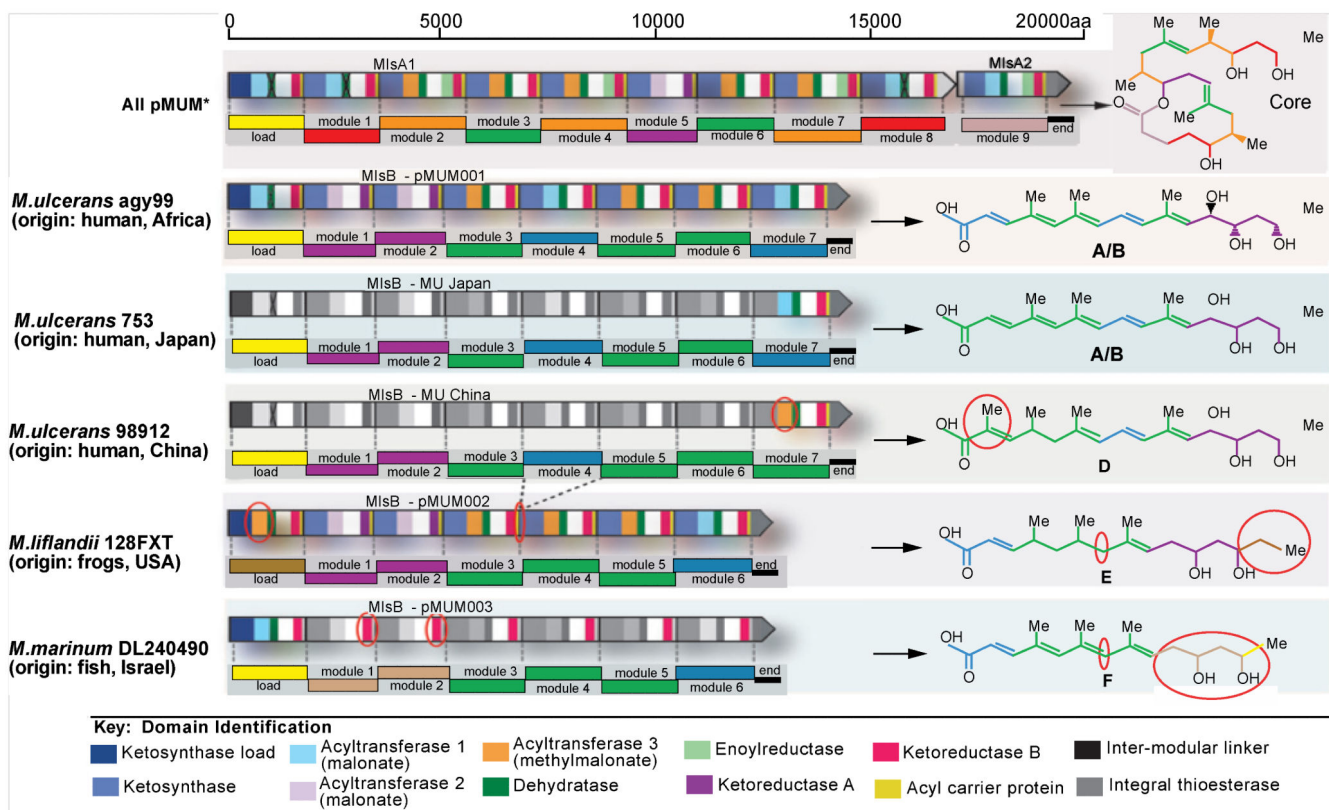 0 5000 10000 15000 20000aa
MlsA1 MlsA2
All pMUM*
load module 1 module 2 module 3 module 4 module 5 module 6 module 7 module 8 module 9 end
Me Me Me
OH OH
Me
O O Me
Me
OH
Core
MlsB - pMUM001
M.ulcerans agy99
(origin: human, Africa)
load module 1 module 2 module 3 module 4 module 5 module 6 module 7 end
OH O Me Me Me OH OH OH Me
A/B
MlsB - MU Japan
M.ulcerans 753
(origin: human, Japan)
load module 1 module 2 module 3 module 4 module 5 module 6 module 7 end
OH O Me Me Me OH OH OH Me
A/B
MlsB - MU China
M.ulcerans 98912
(origin: human, China)
load module 1 module 2 module 3 module 4 module 5 module 6 module 7 end
OH O Me Me Me Me OH OH OH Me
D
MlsB - pMUM002
M.liflandii 128FXT
(origin: frogs, USA)
load module 1 module 2 module 3 module 4 module 5 module 6 end
OH O Me Me Me OH OH Me
E
MlsB - pMUM003
M.marinum DL240490
(origin: fish, Israel)
load module 1 module 2 module 3 module 4 module 5 module 6 end
OH O Me Me Me OH OH Me
F
Key: Domain Identification
Ketosynthase load
Ketosynthase
Acyltransferase 1
(malonate)
Acyltransferase 2
(malonate)
Acyltransferase 3
(methylmalonate)
Dehydratase
Enoylreductase
Ketoreductase A
Ketoreductase B
Acyl carrier protein
Inter-modular linker
Integral thioesterase